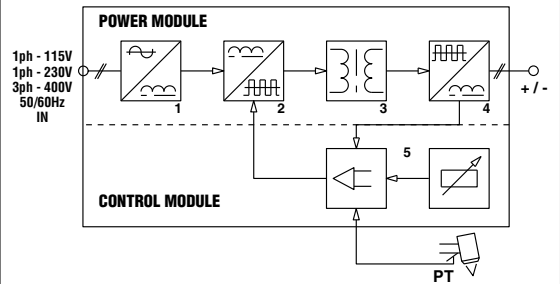 POWER MODULE
1ph - 115V
1ph - 230V
3ph - 400V
50/60Hz
IN
1
2
3
4
+ / -
5
CONTROL MODULE
PT